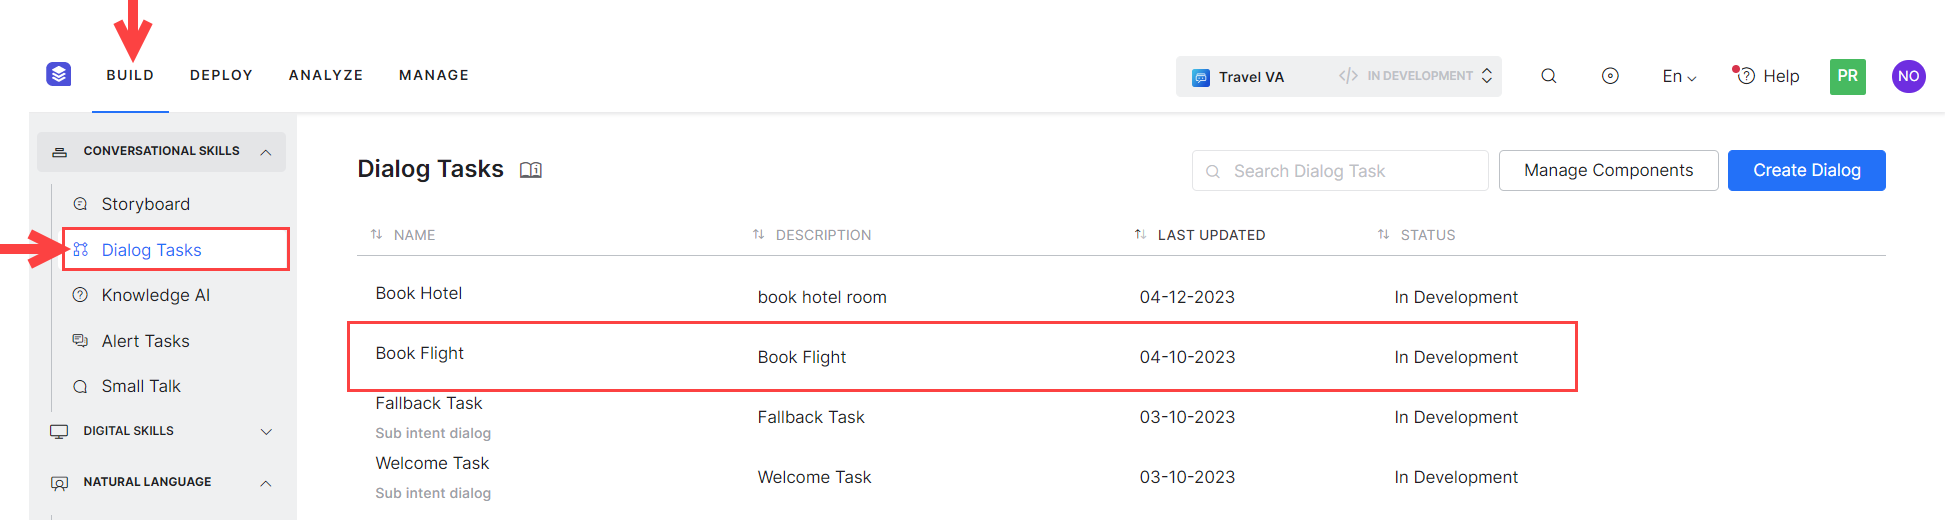 BUILD DEPLOY ANALYZE MANAGE Travel VA </> IN DEVELOPMENT En Help PR NO
CONVERSATIONAL SKILLS
Storyboard
Dialog Tasks
Knowledge AI
Alert Tasks
Small Talk
DIGITAL SKILLS
NATURAL LANGUAGE
Dialog Tasks Search Dialog Task Manage Components Create Dialog
NAME DESCRIPTION LAST UPDATED STATUS
Book Hotel book hotel room 04-12-2023 In Development
Book Flight Book Flight 04-10-2023 In Development
Fallback Task Fallback Task 03-10-2023 In Development
Sub intent dialog
Welcome Task Welcome Task 03-10-2023 In Development
Sub intent dialog